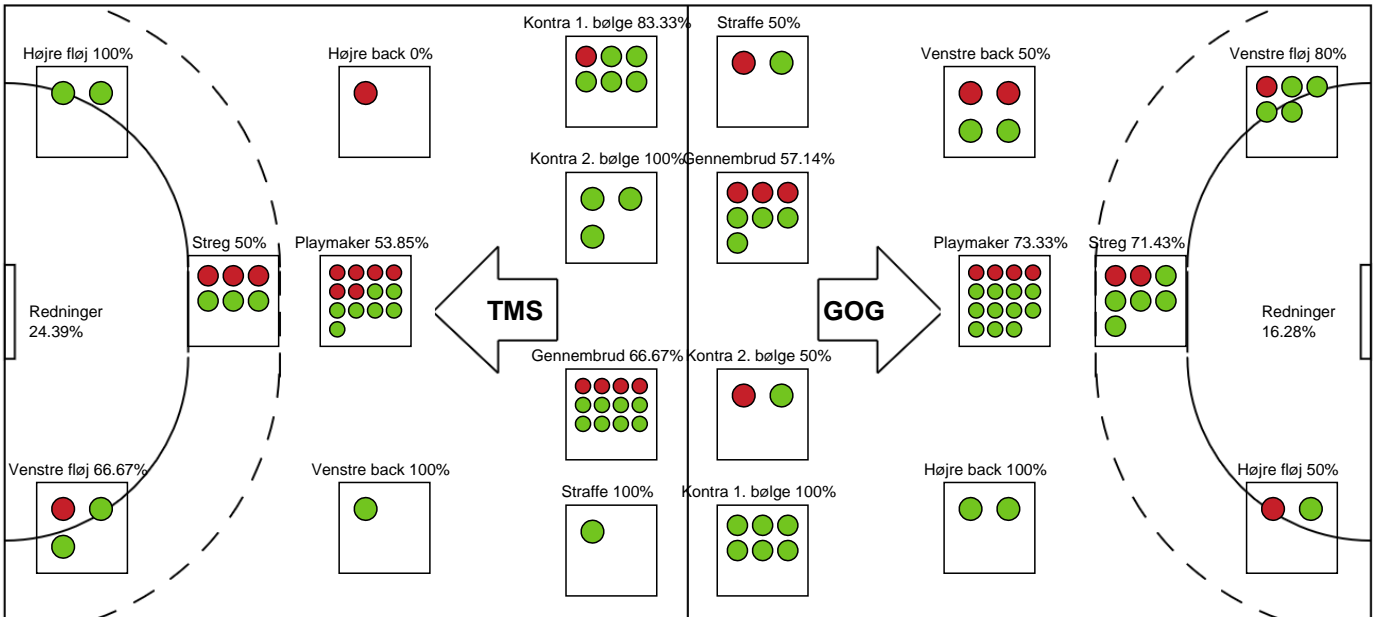 Kontra 1. bølge 83.33%
Straffe 50%
Højre fløj 100%
Højre back 0%
Venstre back 50%
Venstre fløj 80%
Kontra 2. bølge 100%
Gennembrud 57.14%
Streg 50%
Playmaker 53.85%
Playmaker 73.33%
Streg 71.43%
Redninger
24.39%
TMS
GOG
Redninger
16.28%
Gennembrud 66.67%
Kontra 2. bølge 50%
Venstre fløj 66.67%
Venstre back 100%
Højre back 100%
Højre fløj 50%
Straffe 100%
Kontra 1. bølge 100%